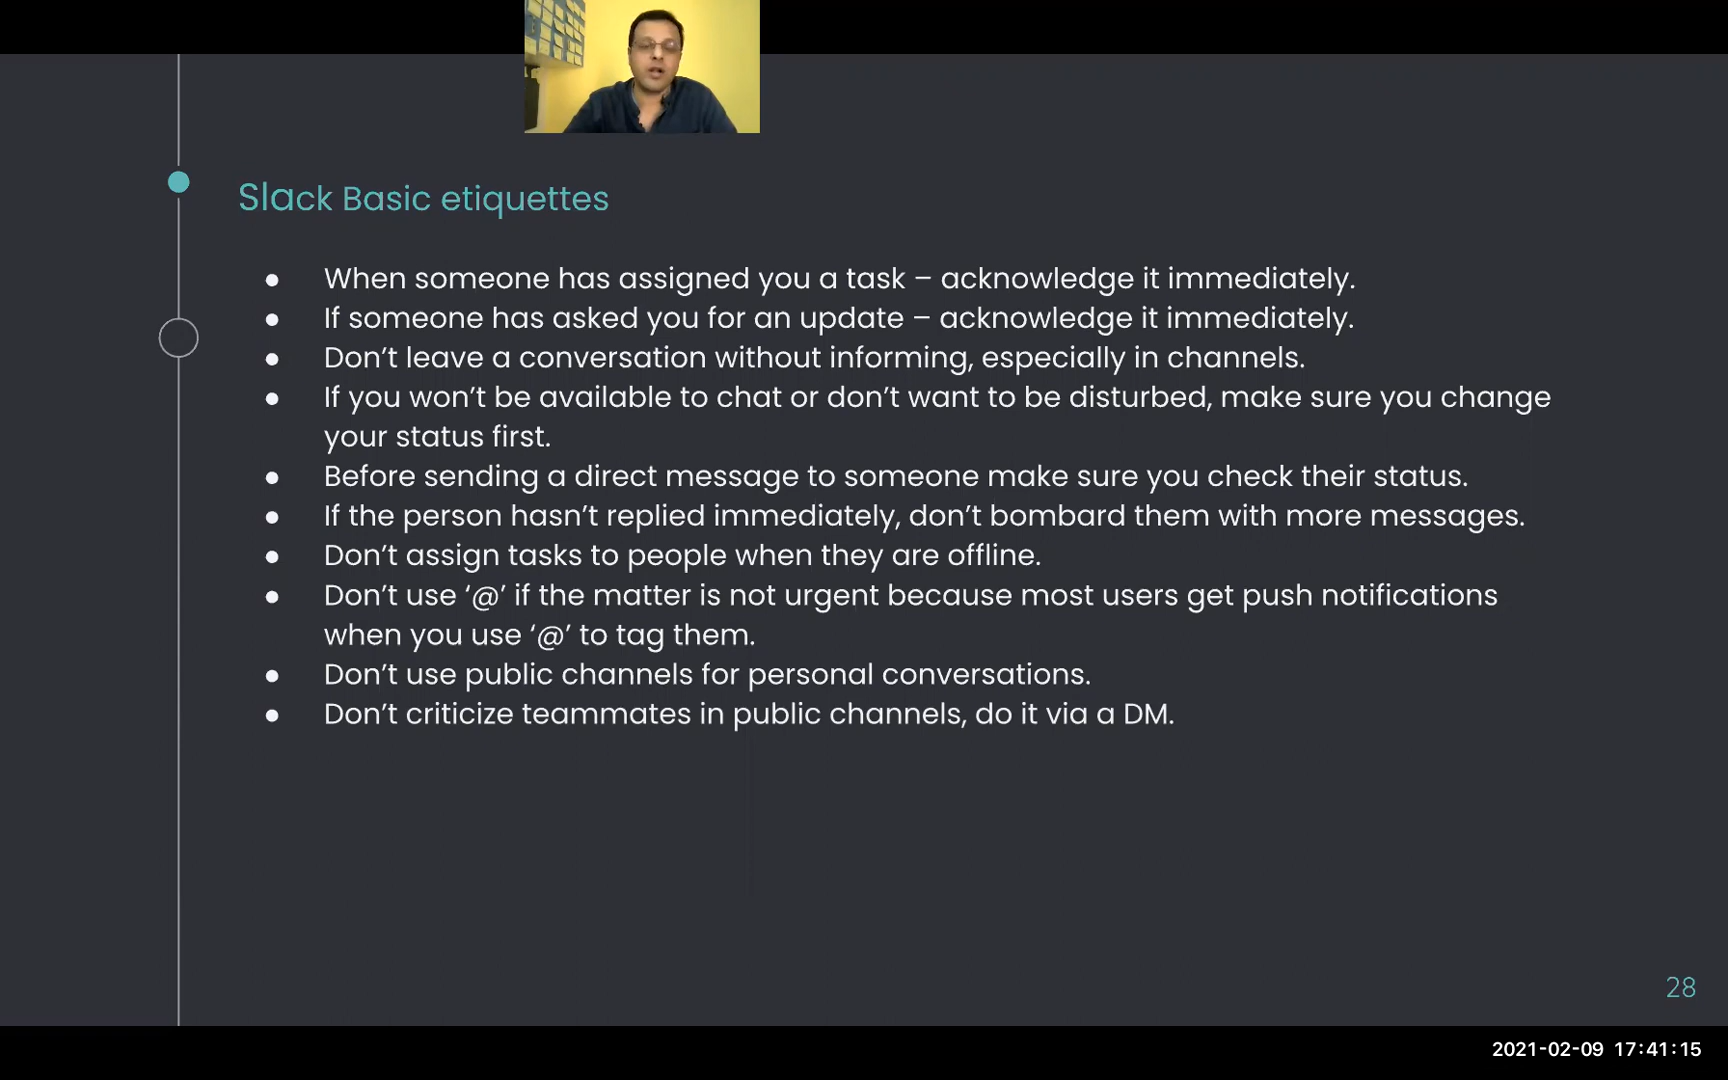 Slack Basic etiquettes
● When someone has assigned you a task – acknowledge it immediately.
● If someone has asked you for an update – acknowledge it immediately.
● Don’t leave a conversation without informing, especially in channels.
● If you won’t be available to chat or don’t want to be disturbed, make sure you change
your status first.
● Before sending a direct message to someone make sure you check their status.
● If the person hasn’t replied immediately, don’t bombard them with more messages.
● Don’t assign tasks to people when they are offline.
● Don’t use ‘@’ if the matter is not urgent because most users get push notifications
when you use ‘@’ to tag them.
● Don’t use public channels for personal conversations.
● Don’t criticize teammates in public channels, do it via a DM.
28
2021-02-09 17:41:15